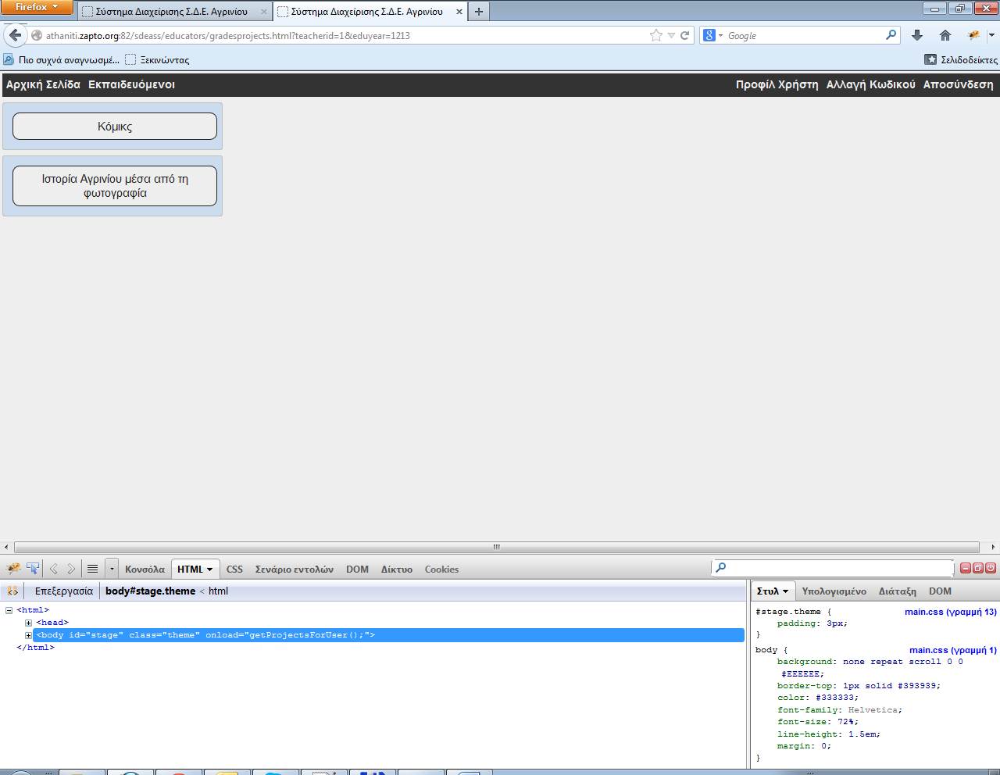 Firefox
Σύστημα Διαχείρισης Σ.Δ.Ε. Αγρινίου
Σύστημα Διαχείρισης Σ.Δ.Ε. Αγρινίου
athaniti.zapto.org:82/sdeass/educators/gradesprojects.html?teacherid=1&eduyear=1213
Google
Πιο συχνά αναγνωσμέ...
Ξεκινώντας
Σελιδοδείκτες
Αρχική Σελίδα Εκπαιδευόμενοι
Προφίλ Χρήστη Αλλαγή Κωδικού Αποσύνδεση
Κόμικς
Ιστορία Αγρινίου μέσα από τη
φωτογραφία
Κονσόλα HTML CSS Σενάριο εντολών DOM Δίκτυο Cookies
Επεξεργασία body#stage.theme < html
<html>
<head>
<body id="stage" class="theme" onload="getProjectsForUser();">
</html>
Στυλ Υπολογισμένο Διάταξη DOM
#stage.theme { main.css (γραμμή 13)
padding: 3px;
}
body { main.css (γραμμή 1)
background: none repeat scroll 0 0
#EEEEEE;
border-top: 1px solid #393939;
color: #333333;
font-family: Helvetica;
font-size: 72%;
line-height: 1.5em;
margin: 0;
}